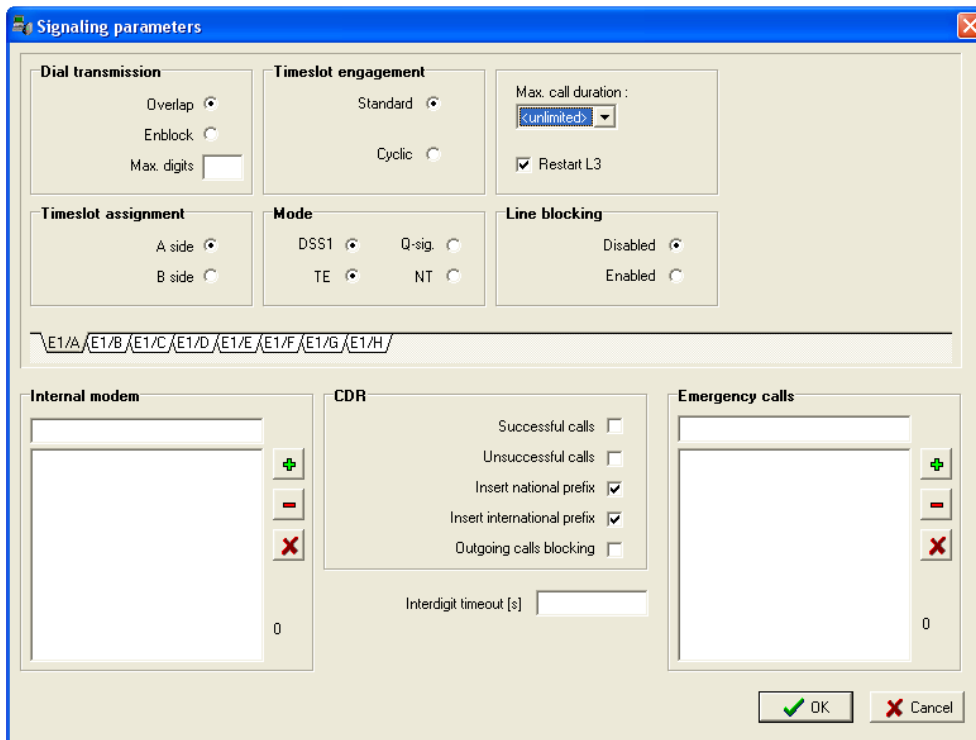 Signaling parameters
Dial transmission
Overlap
Enblock
Max. digits
Timeslot engagement
Standard
Cyclic
Max. call duration :
<unlimited>
Restart L3
Timeslot assignment
A side
B side
Mode
DSS1 Q-sig.
TE NT
Line blocking
Disabled
Enabled
E1/A E1/B E1/C E1/D E1/E E1/F E1/G E1/H
Internal modem
0
CDR
Successful calls
Unsuccessful calls
Insert national prefix
Insert international prefix
Outgoing calls blocking
Interdigit timeout [s]
Emergency calls
0
OK Cancel